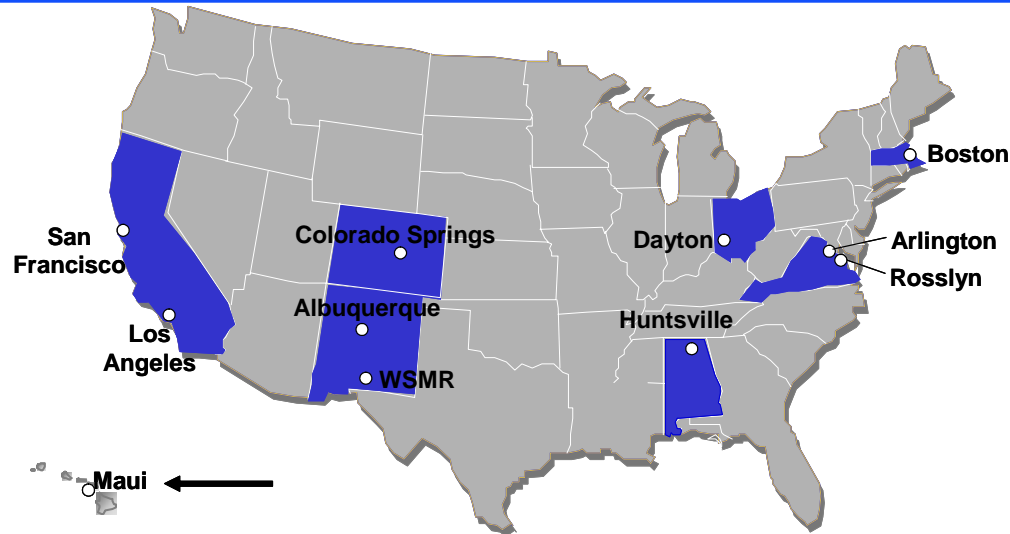 Boston
San
Francisco
Colorado Springs
Dayton
Arlington
Rosslyn
Albuquerque
Huntsville
Los
Angeles
WSMR
Maui